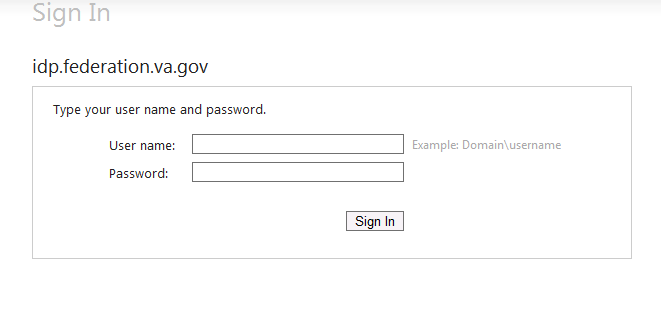 Sign In
idp.federation.va.gov
Type your user name and password.
User name: Example: Domain\username
Password:
Sign In